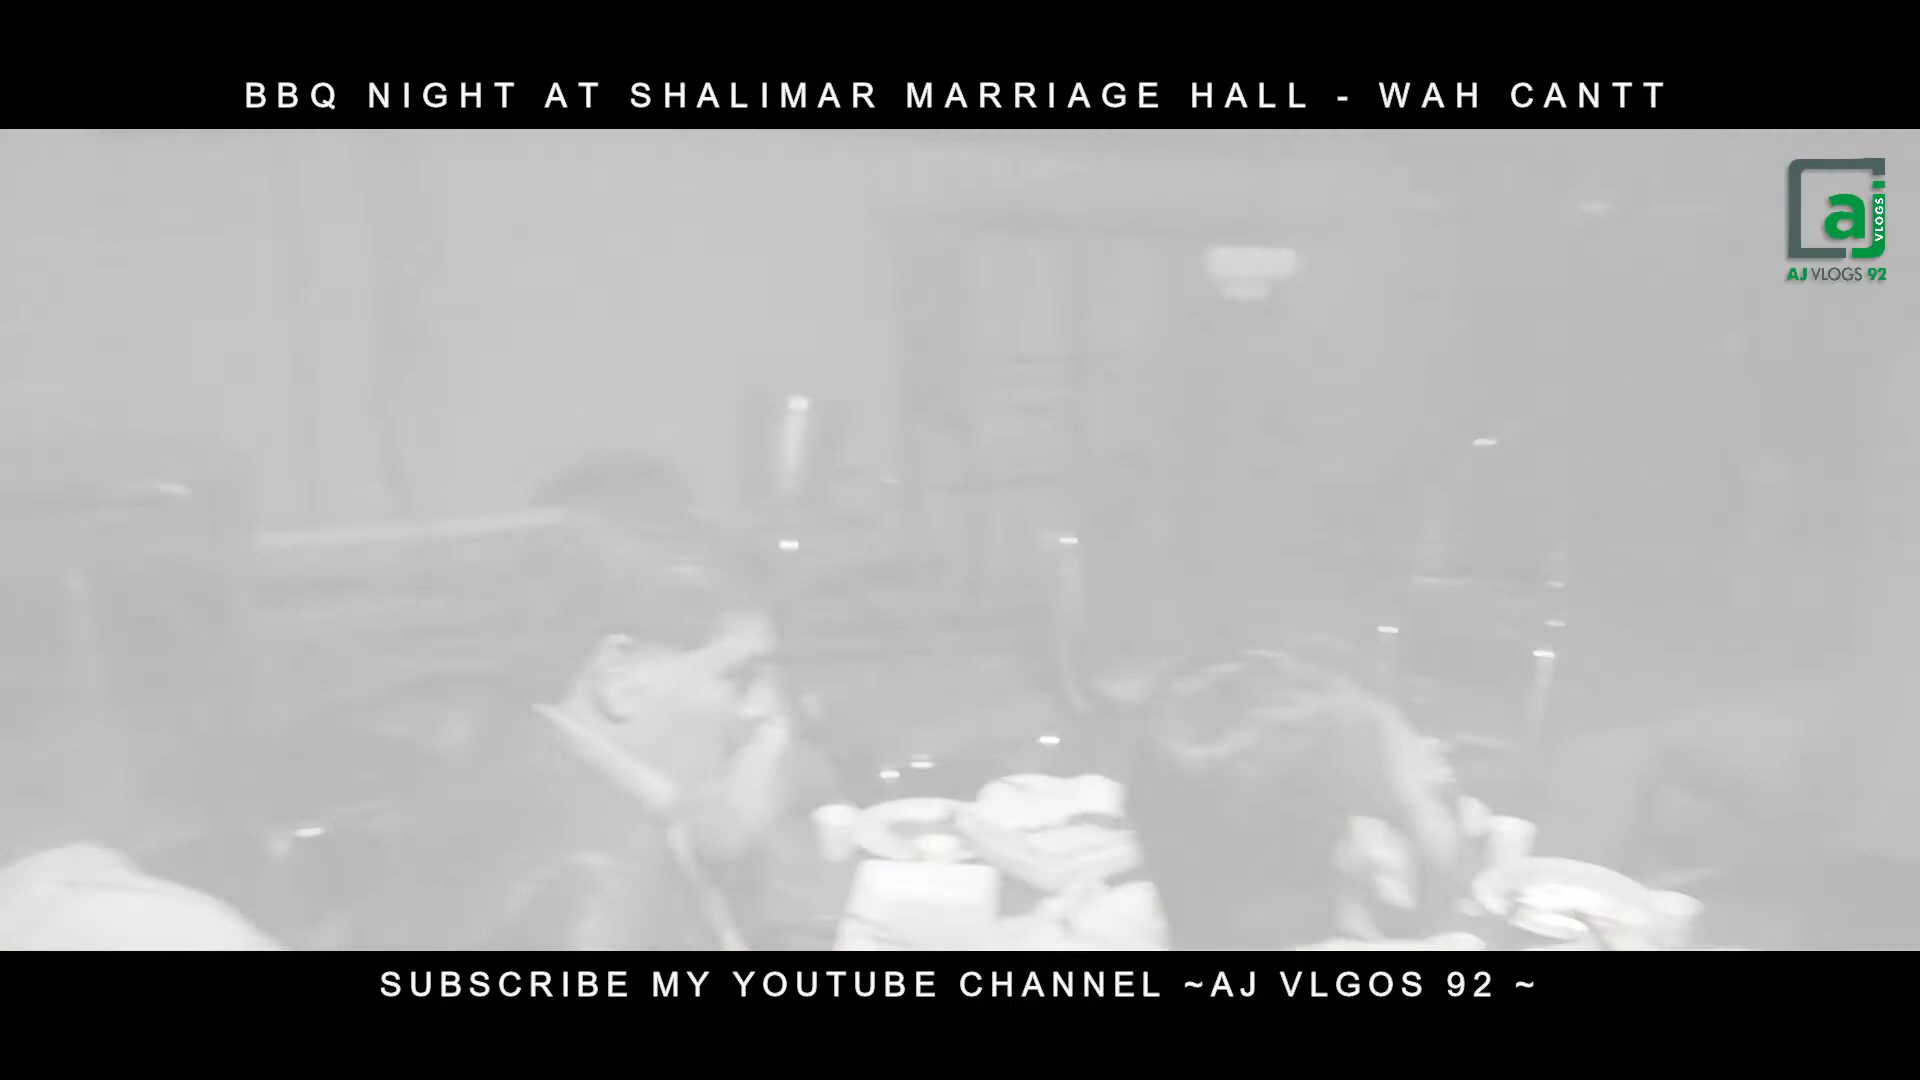 BBQ NIGHT AT SHALIMAR MARRIAGE HALL - WAH CANTT
aj
VLOGS
AJ VLOGS 92
SUBSCRIBE MY YOUTUBE CHANNEL ~AJ VLGOS 92 ~